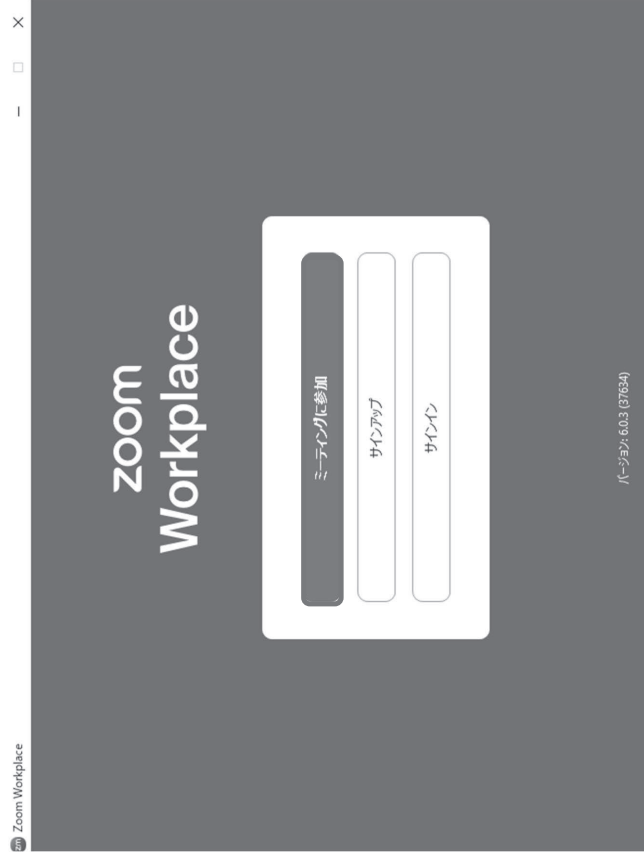 zm Zoom Workplace
zoom
Workplace
ミーティングに参加
サインアップ
サインイン
バージョン: 6.0.3 (37634)